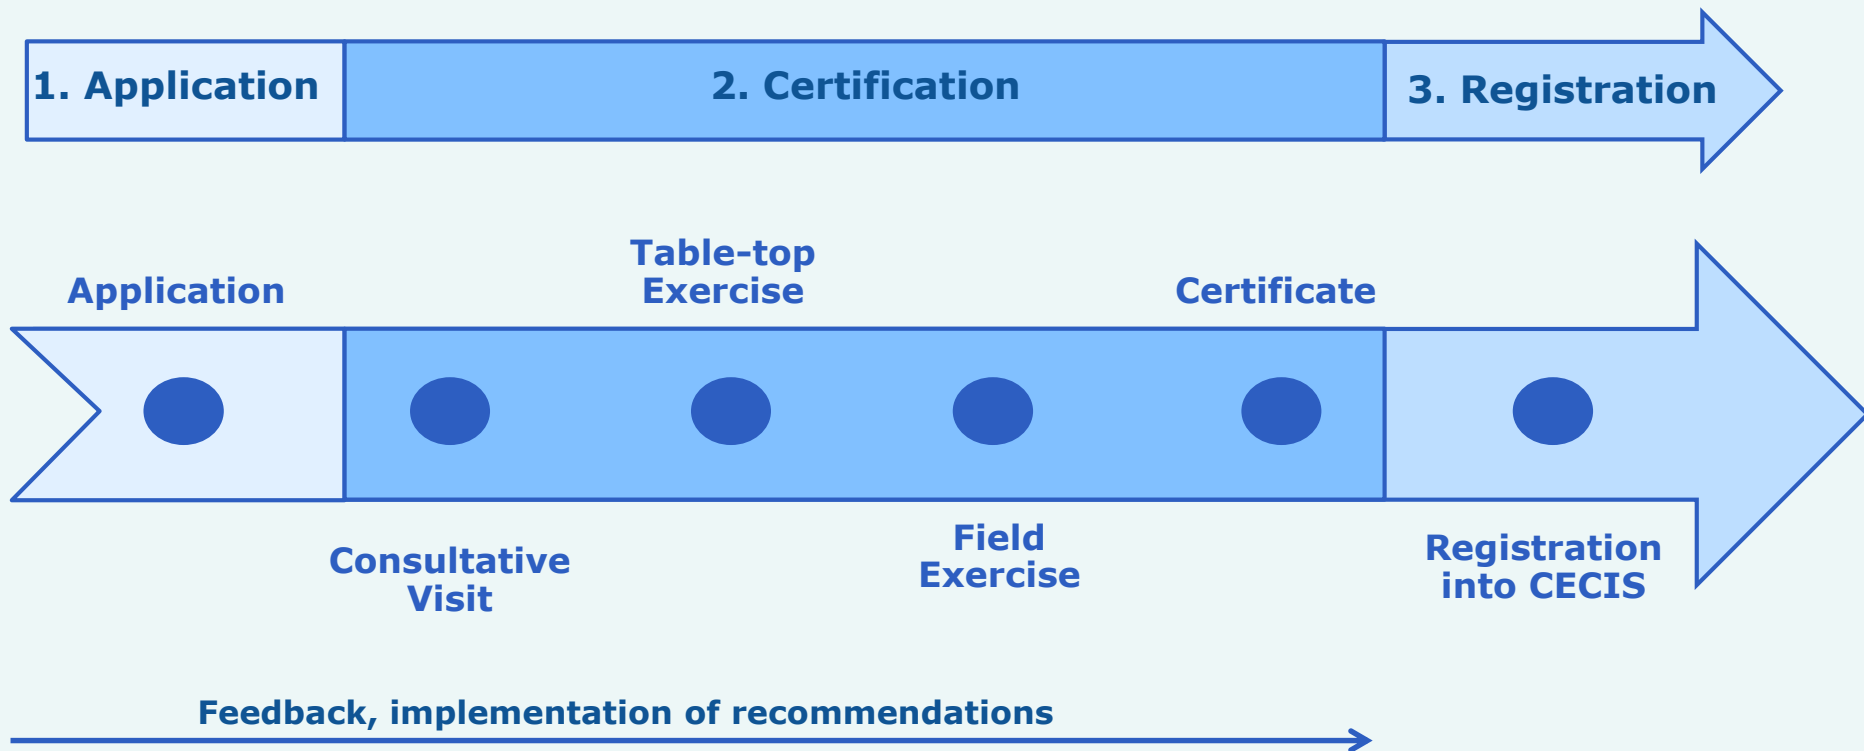 1. Application
2. Certification
3. Registration
Application
Table-top
Exercise
Certificate
Consultative
Visit
Field
Exercise
Registration
into CECIS
Feedback, implementation of recommendations